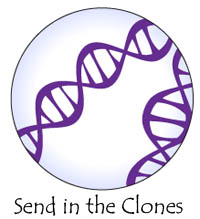 Send in the Clones